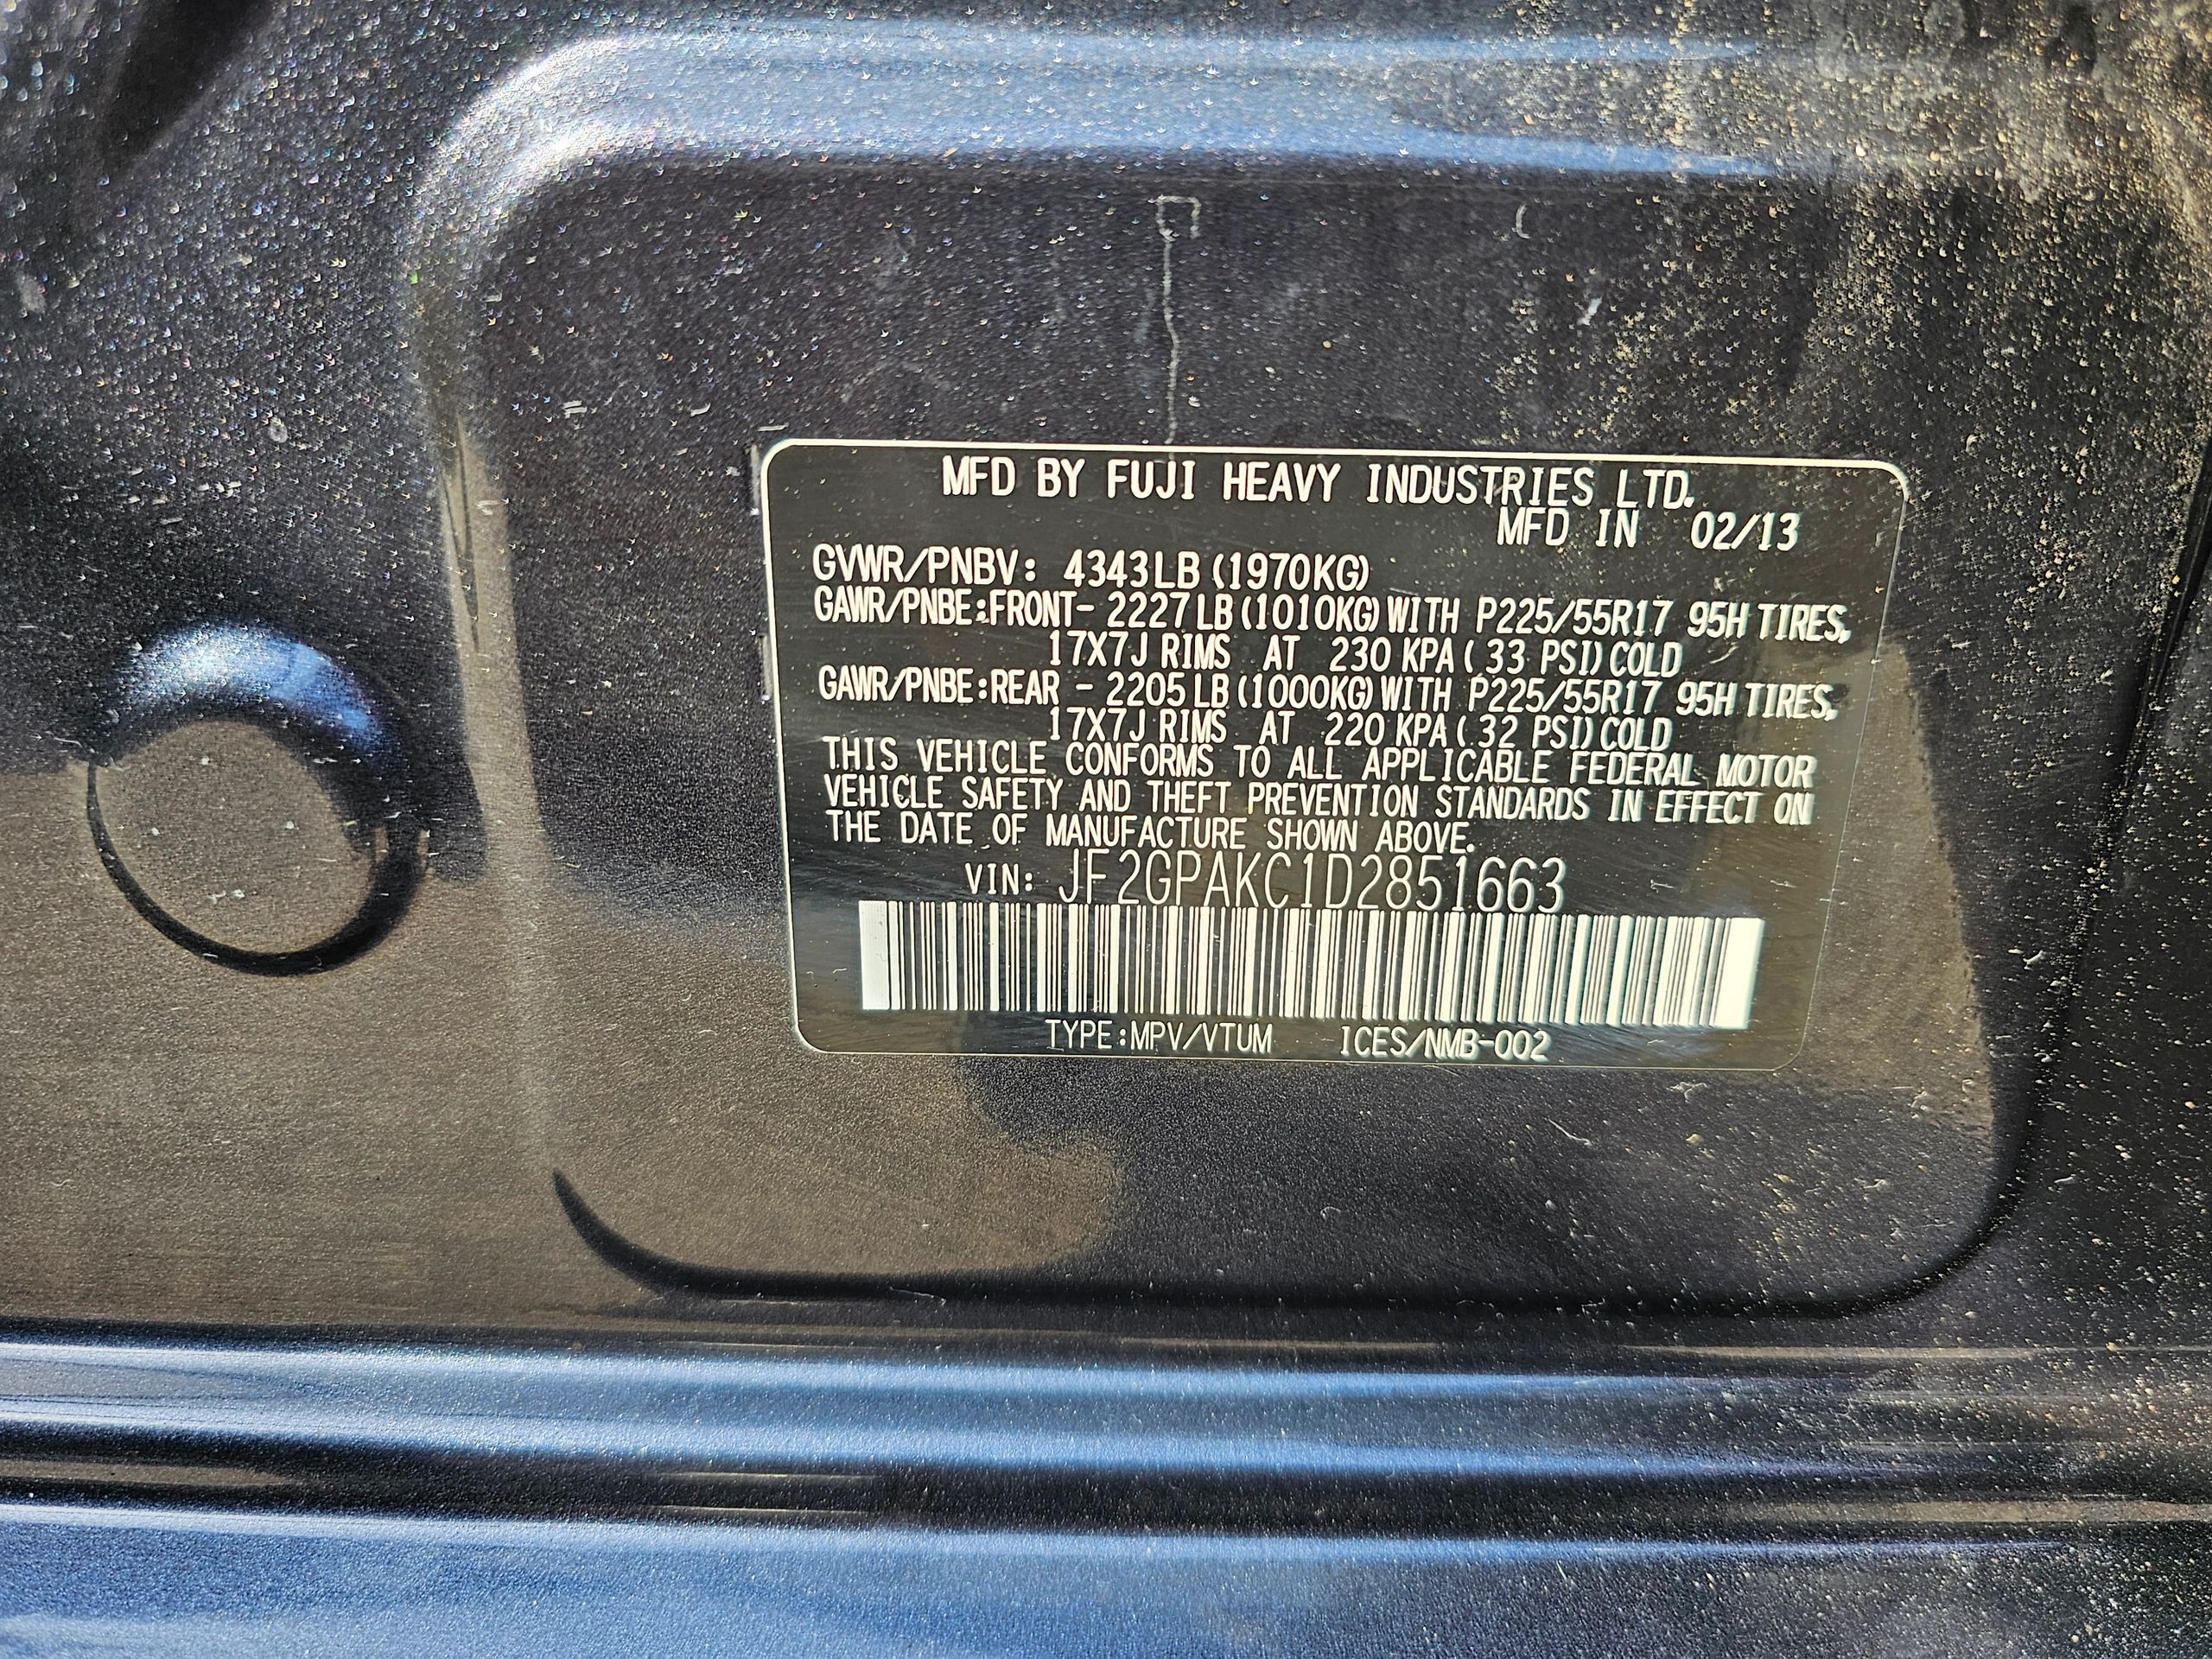 MFD BY FUJI HEAVY INDUSTRIES LTD.
MFD IN 02/13
GVWR/PNBV: 4343LB (1970KG)
GAWR/PNBE:FRONT- 2227 LB (1010KG) WITH P225/55R17 95H TIRES,
17X7J RIMS AT 230 KPA ( 33 PSI) COLD
GAWR/PNBE:REAR - 2205 LB (1000KG) WITH P225/55R17 95H TIRES,
17X7J RIMS AT 220 KPA ( 32 PSI) COLD
THIS VEHICLE CONFORMS TO ALL APPLICABLE FEDERAL MOTOR
VEHICLE SAFETY AND THEFT PREVENTION STANDARDS IN EFFECT ON
THE DATE OF MANUFACTURE SHOWN ABOVE.
VIN: JF2GPAKC1D2851663
TYPE:MPV/VTUM ICES/NMB-002